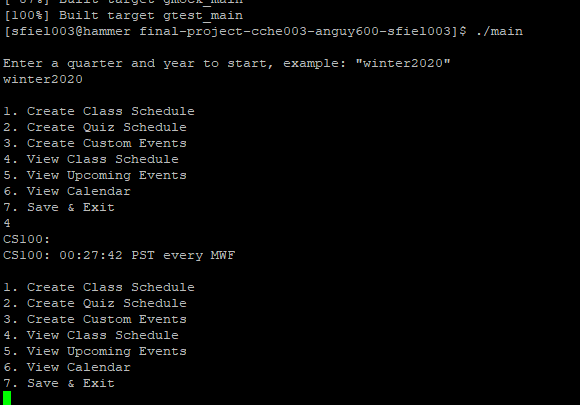 [ 67%] Built target gmock_main
[100%] Built target gtest_main
[sfiel003@hammer final-project-cche003-anguy600-sfiel003]$ ./main
Enter a quarter and year to start, example: "winter2020"
winter2020
1. Create Class Schedule
2. Create Quiz Schedule
3. Create Custom Events
4. View Class Schedule
5. View Upcoming Events
6. View Calendar
7. Save & Exit
4
CS100:
CS100: 00:27:42 PST every MWF
1. Create Class Schedule
2. Create Quiz Schedule
3. Create Custom Events
4. View Class Schedule
5. View Upcoming Events
6. View Calendar
7. Save & Exit